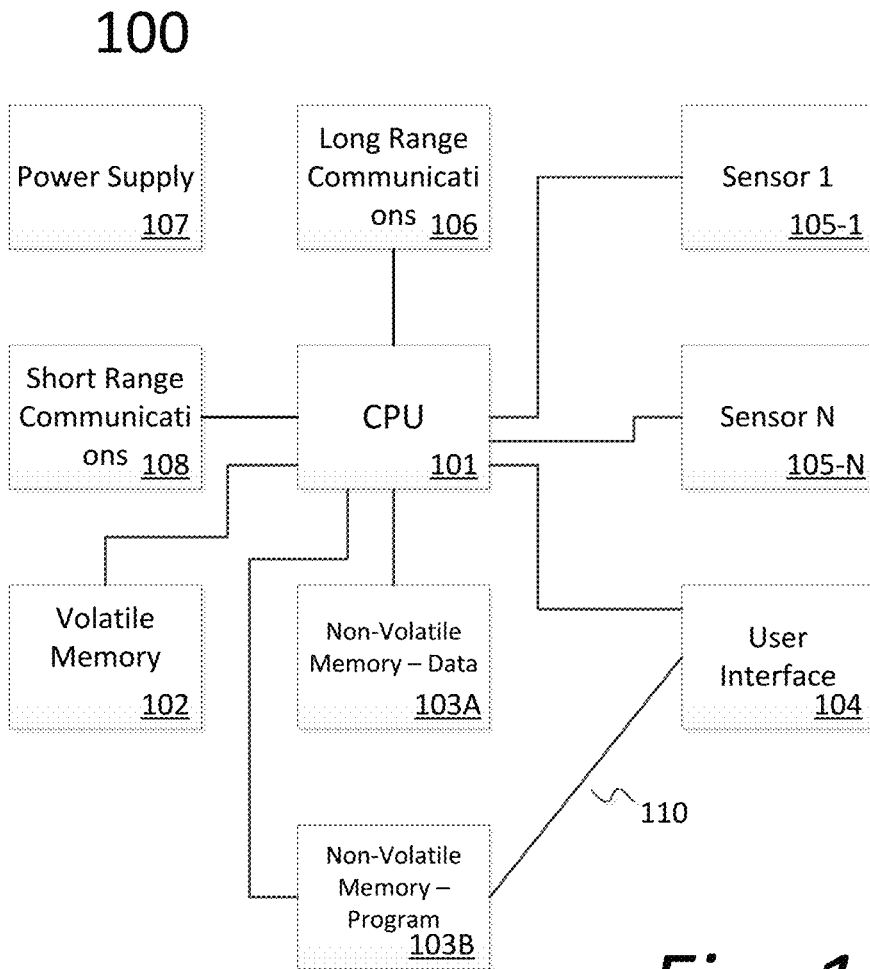 100
Power Supply
107
Long Range
Communicati
ons 106
Sensor 1
105-1
Short Range
Communicati
ons 108
CPU
101
Sensor N
105-N
Volatile
Memory
102
Non-Volatile
Memory – Data
103A
User
Interface
104
110
Non-Volatile
Memory –
Program
103B
Fig. 1